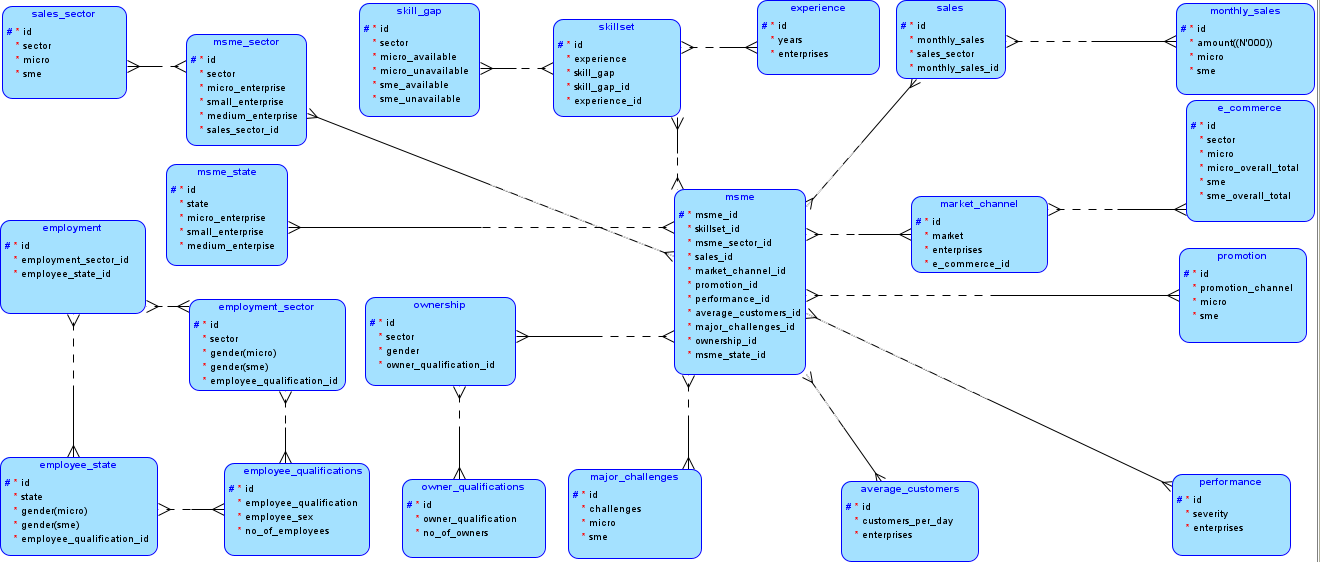 sales_sector
# * id
* sector
* micro
* sme
msme_sector
# * id
* sector
* micro_enterprise
* small_enterprise
* medium_enterprise
* sales_sector_id
skill_gap
# * id
* sector
* micro_available
* micro_unavailable
* sme_available
* sme_unavailable
skillset
# * id
* experience
* skill_gap
* skill_gap_id
* experience_id
experience
# * id
* years
* enterprises
sales
# * id
* monthly_sales
* sales_sector
* monthly_sales_id
monthly_sales
# * id
* amount((N'000))
* micro
* sme
e_commerce
# * id
* sector
* micro
* micro_overall_total
* sme
* sme_overall_total
msme_state
# * id
* state
* micro_enterprise
* small_enterprise
* medium_enterpise
msme
# * msme_id
* skillset_id
* msme_sector_id
* sales_id
* market_channel_id
* promotion_id
* performance_id
* average_customers_id
* major_challenges_id
* ownership_id
* msme_state_id
market_channel
# * id
* market
* enterprises
* e_commerce_id
promotion
# * id
* promotion_channel
* micro
* sme
employment
# * id
* employment_sector_id
* employee_state_id
employment_sector
# * id
* sector
* gender(micro)
* gender(sme)
* employee_qualification_id
ownership
# * id
* sector
* gender
* owner_qualification_id
employee_state
# * id
* state
* gender(micro)
* gender(sme)
* employee_qualification_id
employee_qualifications
# * id
* employee_qualification
* employee_sex
* no_of_employees
owner_qualifications
# * id
* owner_qualification
* no_of_owners
major_challenges
# * id
* challenges
* micro
* sme
average_customers
# * id
* customers_per_day
* enterprises
performance
# * id
* severity
* enterprises